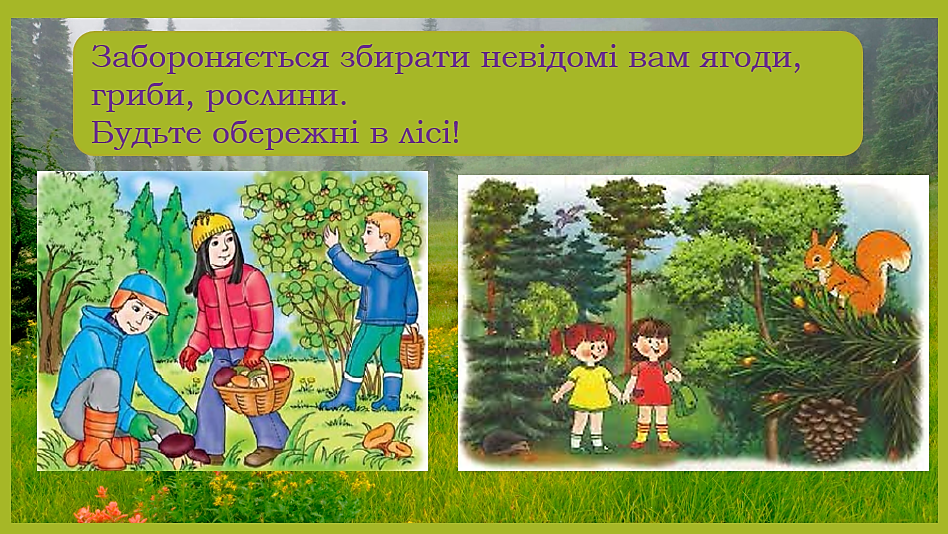 Забороняється збирати невідомі вам ягоди,
гриби, рослини.
Будьте обережні в лісі!